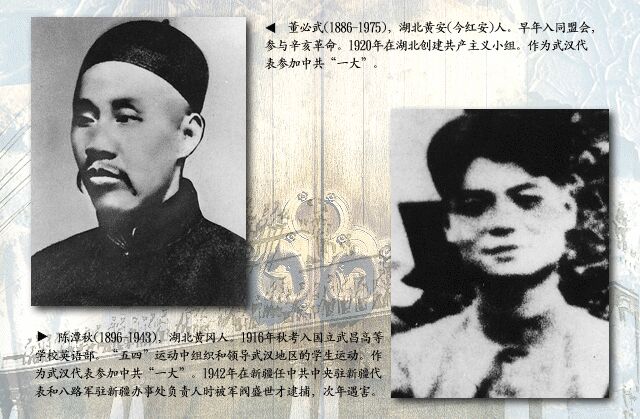 ◀ 董必武(1886-1975)，湖北黄安(今红安)人。早年入同盟会，
参与辛亥革命。1920年在湖北创建共产主义小组。作为武汉代
表参加中共“一大”。
▶ 陈潭秋(1896-1943)，湖北黄冈人。1916年秋考入国立武昌高等
学校英语部。“五四”运动中组织和领导武汉地区的学生运动。作
为武汉代表参加中共“一大”。1942年在新疆任中共中央驻新疆代
表和八路军驻新疆办事处负责人时被军阀盛世才逮捕，次年遇害。